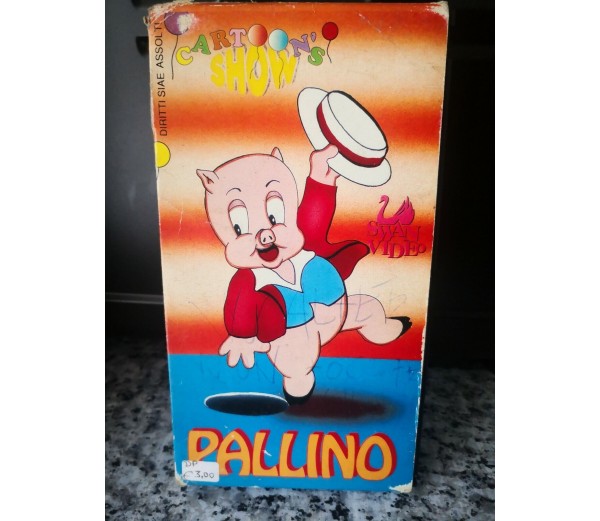 DIRITTI SIAE ASSOLTI
CARTOON'S
SHOW
SWAN
VIDEO
PALLINO
3,00